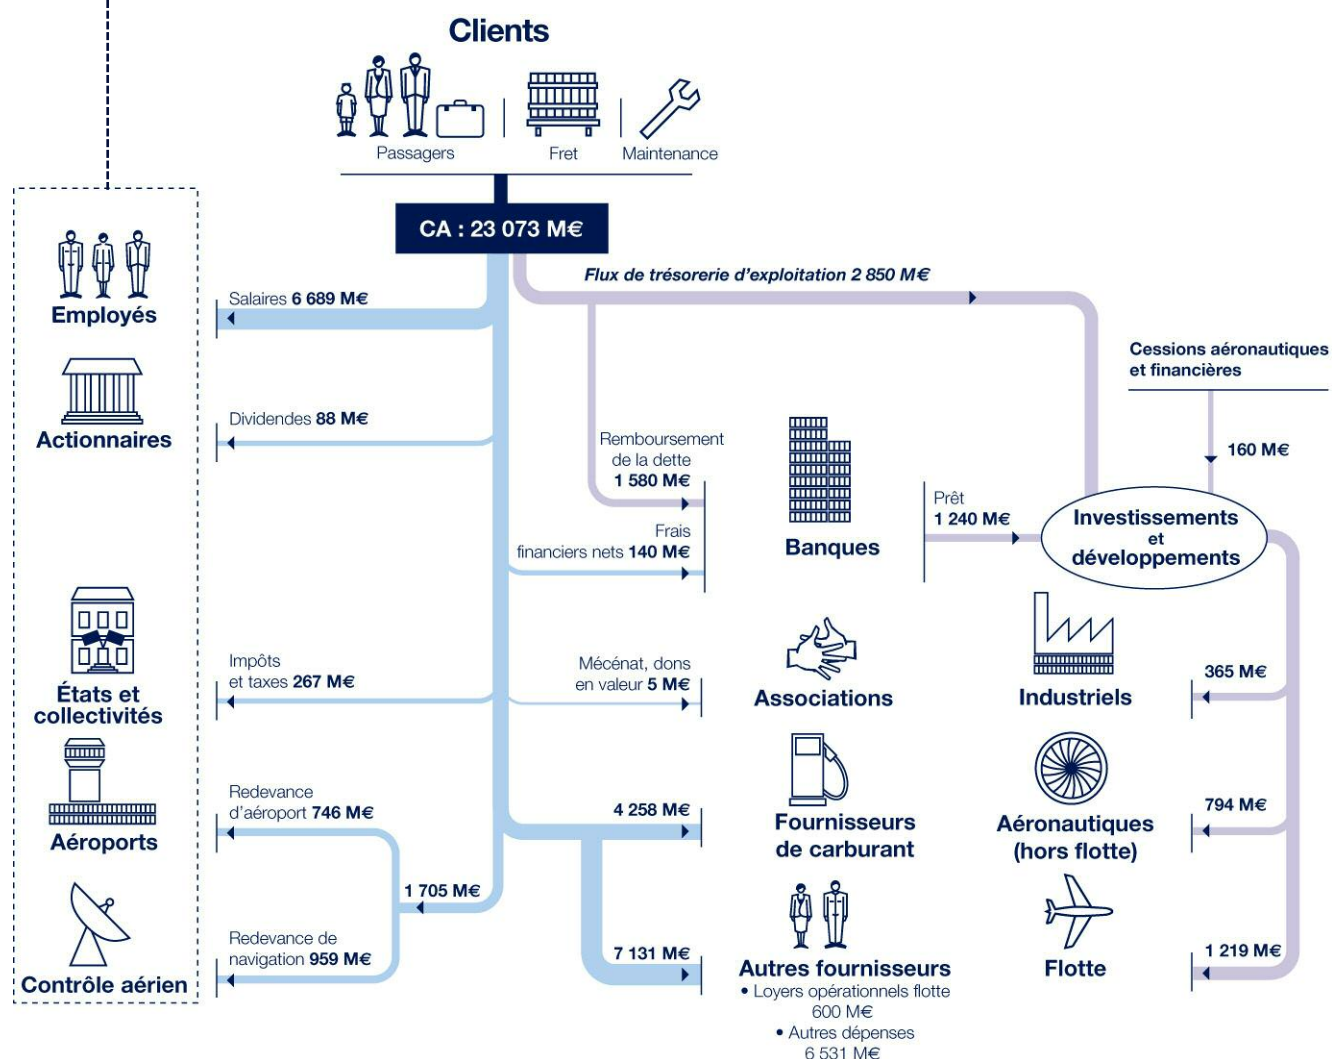 Clients
Passagers
Fret
Maintenance
CA : 23 073 M€
Flux de trésorerie d'exploitation 2 850 M€
Employés
Salaires 6 689 M€
Actionnaires
Dividendes 88 M€
Cessions aéronautiques
et financières
160 M€
Remboursement
de la dette
1 580 M€
Frais
financiers nets 140 M€
Banques
Prêt
1 240 M€
Investissements
et
développements
États et
collectivités
Impôts
et taxes 267 M€
Mécénat, dons
en valeur 5 M€
Associations
Industriels
365 M€
Aéroports
Redevance
d'aéroport 746 M€
4 258 M€
Fournisseurs
de carburant
Aéronautiques
(hors flotte)
794 M€
1 705 M€
Contrôle aérien
Redevance de
navigation 959 M€
7 131 M€
Autres fournisseurs
• Loyers opérationnels flotte
600 M€
• Autres dépenses
6 531 M€
Flotte
1 219 M€